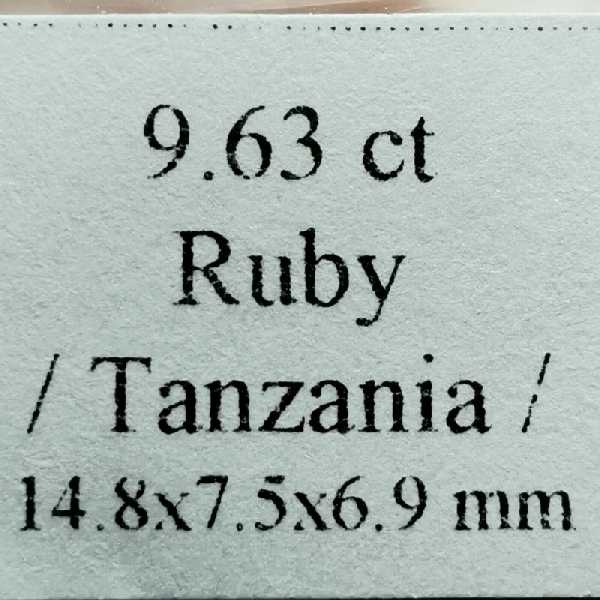 9.63 ct
Ruby
/ Tanzania /
14.8x7.5x6.9 mm